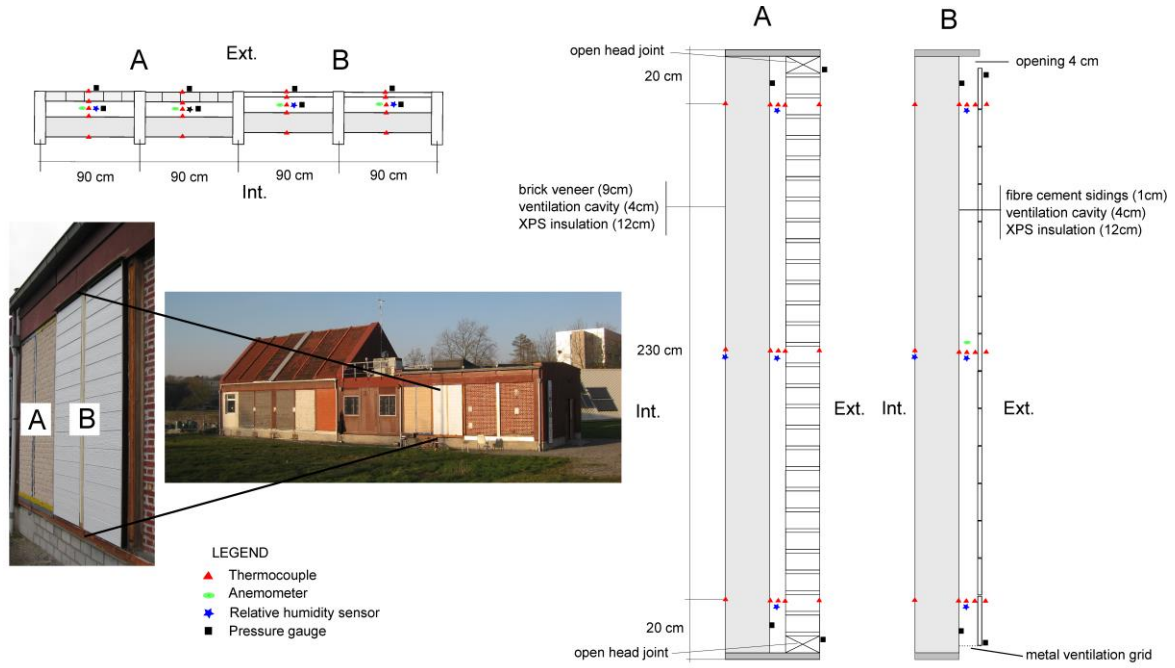 A
Ext.
B
90 cm
90 cm
90 cm
90 cm
Int.
A
B
LEGEND
Thermocouple
Anemometer
Relative humidity sensor
Pressure gauge
A
open head joint
20 cm
brick veneer (9cm)
ventilation cavity (4cm)
XPS insulation (12cm)
230 cm
Int.
Ext.
20 cm
open head joint
B
opening 4 cm
fibre cement sidings (1cm)
ventilation cavity (4cm)
XPS insulation (12cm)
Int.
Ext.
metal ventilation grid